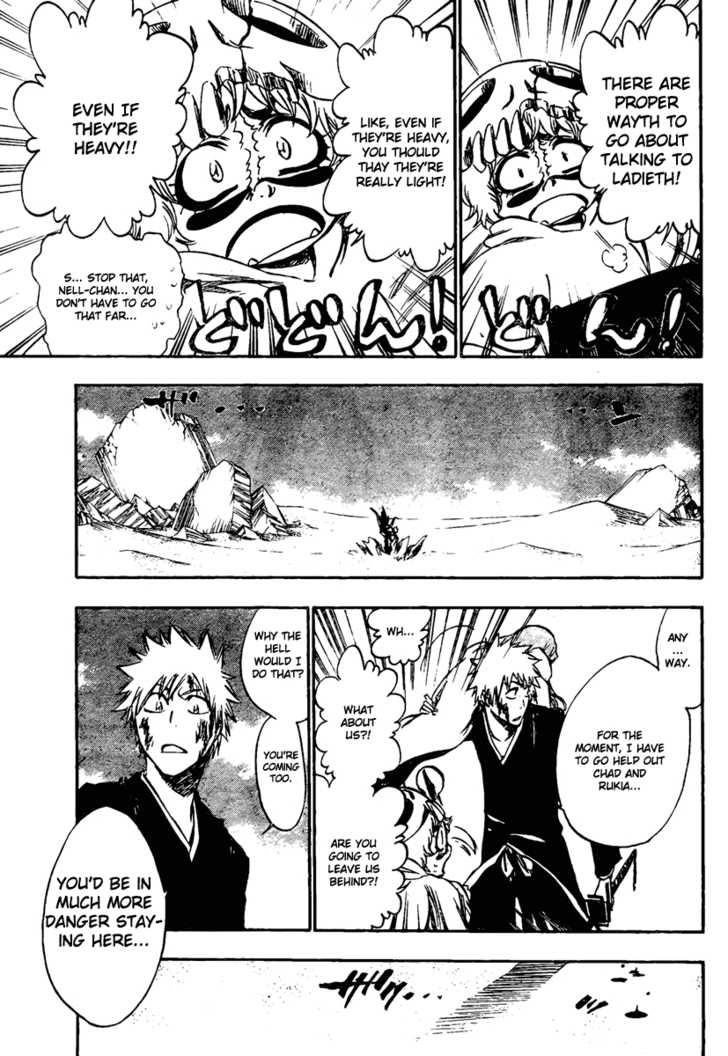 THERE ARE
PROPER
WAYTH TO
GO ABOUT
TALKING TO
LADIETH!
どん!
LIKE, EVEN IF
THEY'RE HEAVY,
YOU THOULD
THAY THEY'RE
REALLY LIGHT!
EVEN IF
THEY'RE
HEAVY!!
S... STOP THAT,
NELL-CHAN... YOU
DON'T HAVE TO GO
THAT FAR...
どどん!
ANY
...
WAY.
FOR THE
MOMENT, I HAVE
TO GO HELP OUT
CHAD AND
RUKIA...
WH...
WHAT
ABOUT
US?!
ARE YOU
GOING TO
LEAVE US
BEHIND?!
WHY THE
HELL
WOULD I
DO THAT?
YOU'RE
COMING
TOO.
YOU'D BE IN
MUCH MORE
DANGER STAY-
ING HERE...